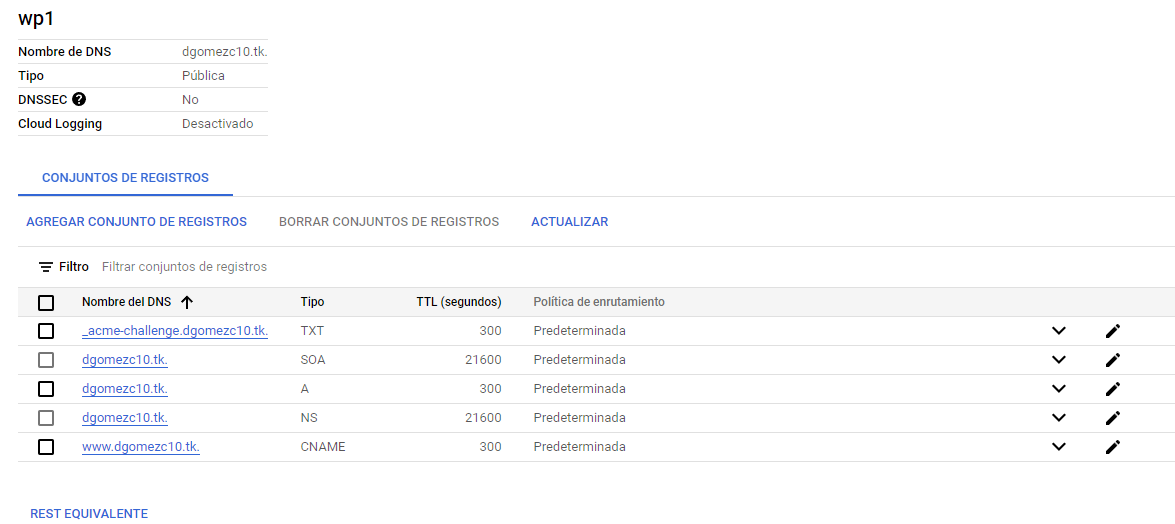 wp1
Nombre de DNS dgomezc10.tk.
Tipo Pública
DNSSEC ? No
Cloud Logging Desactivado
CONJUNTOS DE REGISTROS
AGREGAR CONJUNTO DE REGISTROS BORRAR CONJUNTOS DE REGISTROS ACTUALIZAR
Filtro Filtrar conjuntos de registros
Nombre del DNS Tipo TTL (segundos) Política de enrutamiento
_acme-challenge.dgomezc10.tk. TXT 300 Predeterminada
dgomezc10.tk. SOA 21600 Predeterminada
dgomezc10.tk. A 300 Predeterminada
dgomezc10.tk. NS 21600 Predeterminada
www.dgomezc10.tk. CNAME 300 Predeterminada
REST EQUIVALENTE